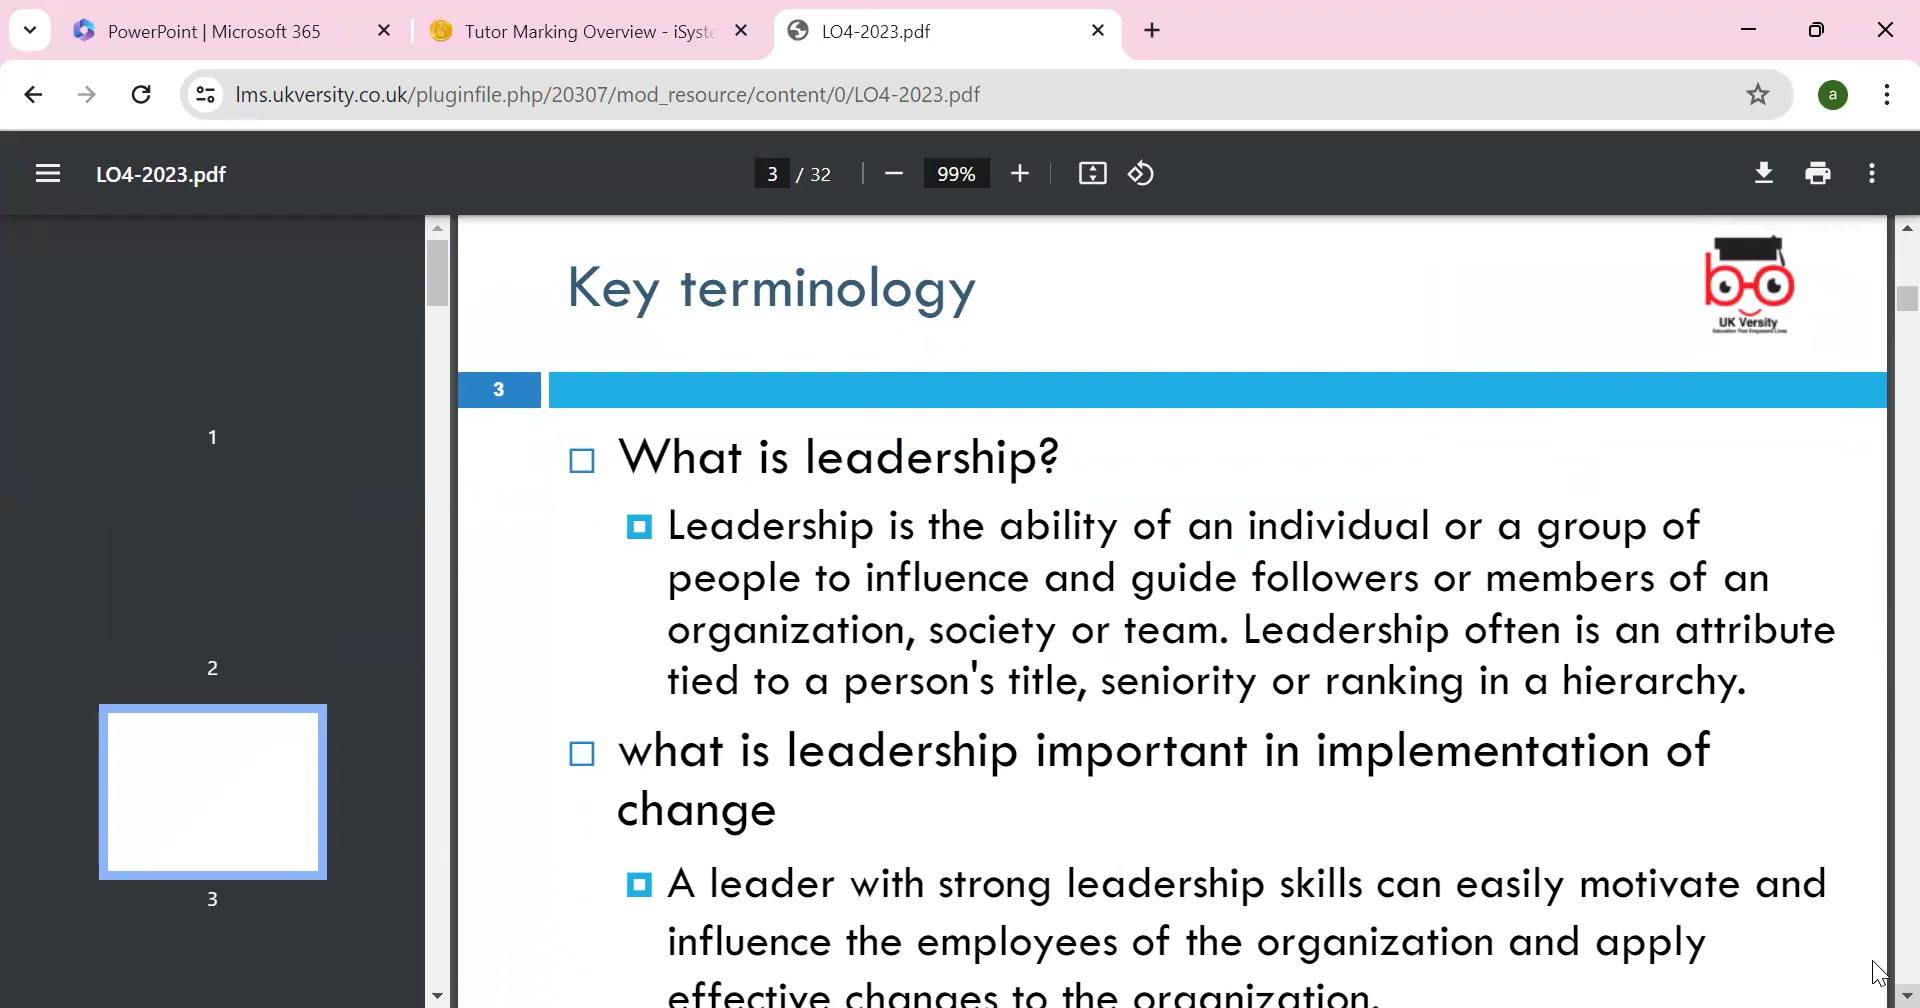 PowerPoint | Microsoft 365
Tutor Marking Overview - iSyst
LO4-2023.pdf
lms.ukversity.co.uk/pluginfile.php/20307/mod_resource/content/0/LO4-2023.pdf
a
LO4-2023.pdf
3 / 32
99%
1
2
3
Key terminology
UK Versity
3
What is leadership?
Leadership is the ability of an individual or a group of
people to influence and guide followers or members of an
organization, society or team. Leadership often is an attribute
tied to a person's title, seniority or ranking in a hierarchy.
what is leadership important in implementation of
change
A leader with strong leadership skills can easily motivate and
influence the employees of the organization and apply
effective changes to the organization.